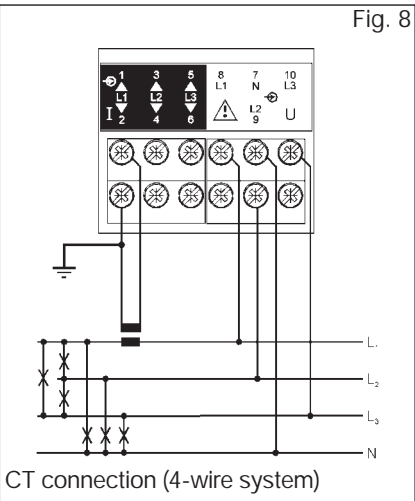 Fig. 8
1 3 5 8 7 10
L1 N L3
L1 L2 L3
I L2 U
2 4 6 9
L₁
L₂
L₃
N
CT connection (4-wire system)